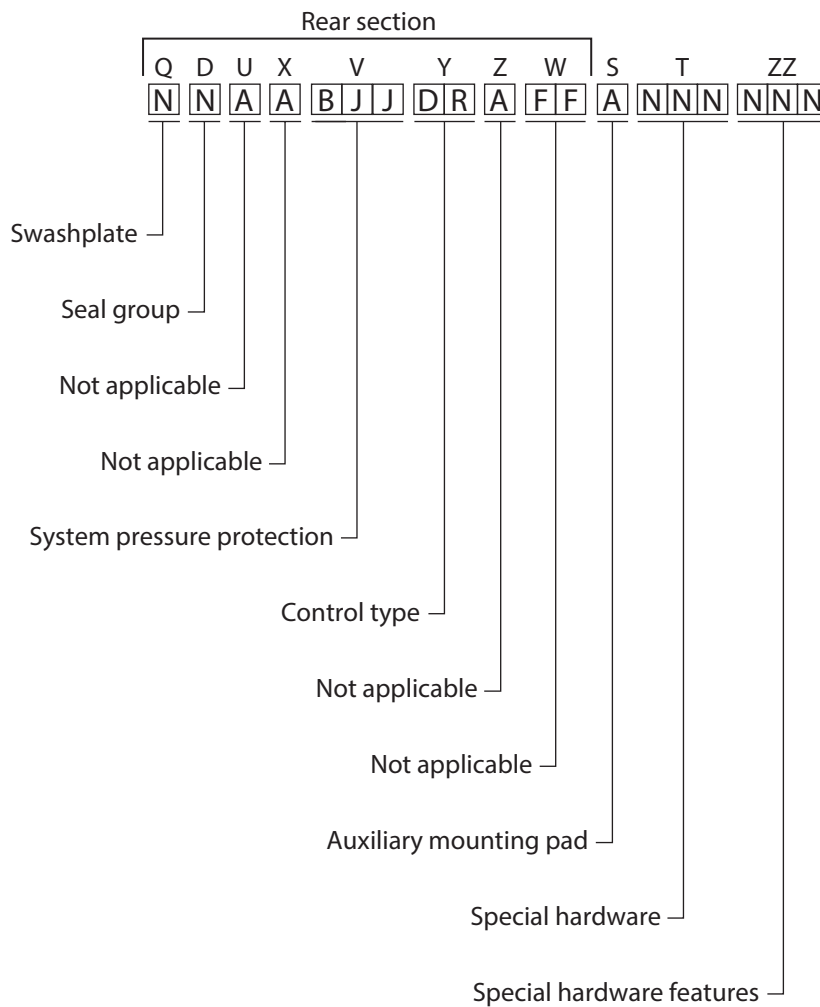 Rear section
Q D U X V Y Z W S T ZZ
N N A A B J J D R A F F A N N N N N N
Swashplate
Seal group
Not applicable
Not applicable
System pressure protection
Control type
Not applicable
Not applicable
Auxiliary mounting pad
Special hardware
Special hardware features